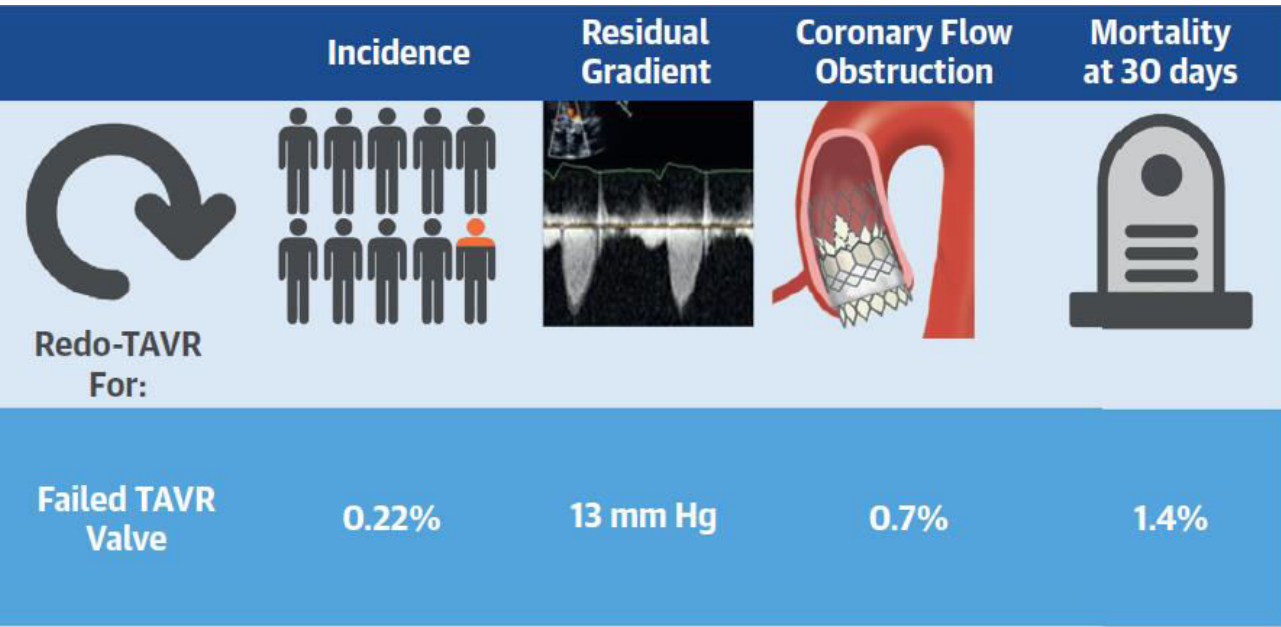 Incidence
Residual
Gradient
Coronary Flow
Obstruction
Mortality
at 30 days
Redo-TAVR
For:
Failed TAVR
Valve
0.22%
13 mm Hg
0.7%
1.4%